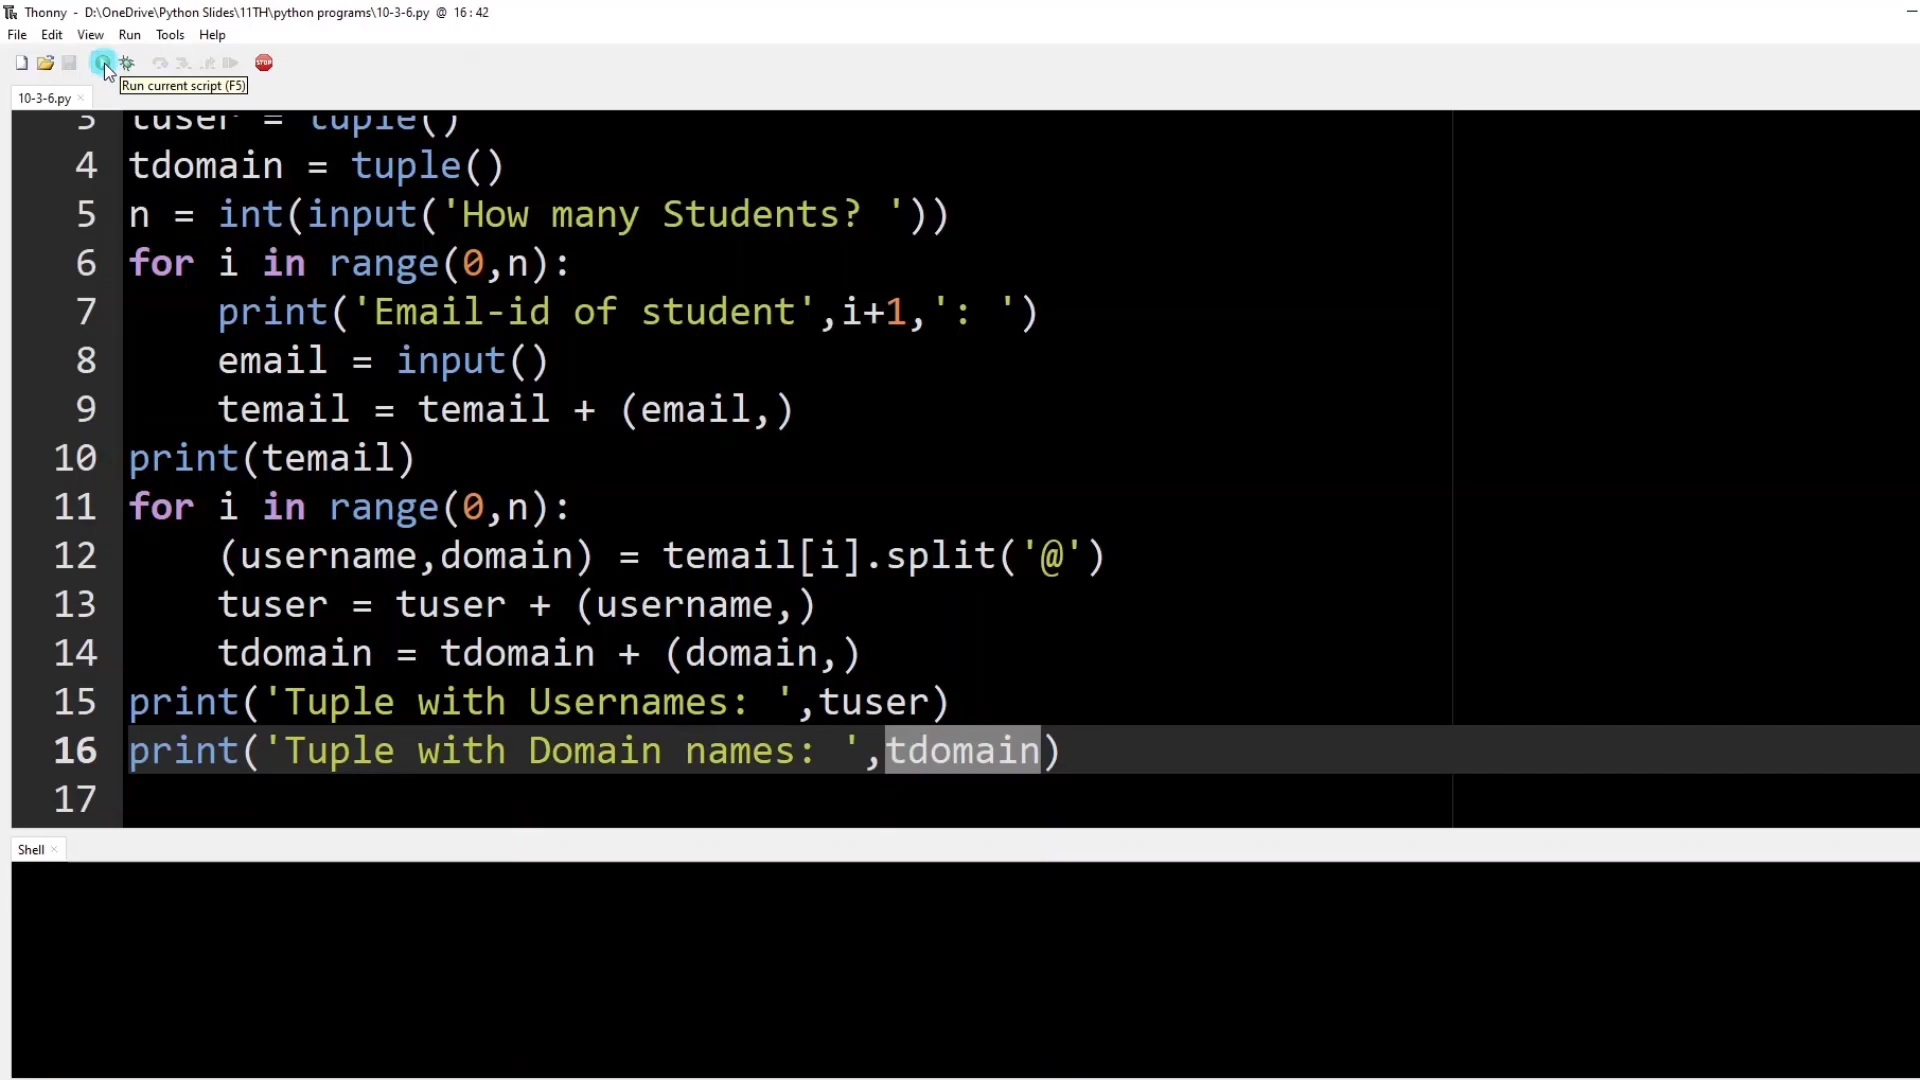 Thonny - D:\OneDrive\Python Slides\11TH\python programs\10-3-6.py @ 16 : 42
File Edit View Run Tools Help
STOP
Run current script (F5)
10-3-6.py
3 tuser = tuple()
4 tdomain = tuple()
5 n = int(input('How many Students? '))
6 for i in range(0,n):
7     print('Email-id of student',i+1,': ')
8     email = input()
9     temail = temail + (email,)
10 print(temail)
11 for i in range(0,n):
12     (username,domain) = temail[i].split('@')
13     tuser = tuser + (username,)
14     tdomain = tdomain + (domain,)
15 print('Tuple with Usernames: ',tuser)
16 print('Tuple with Domain names: ',tdomain)
17
Shell